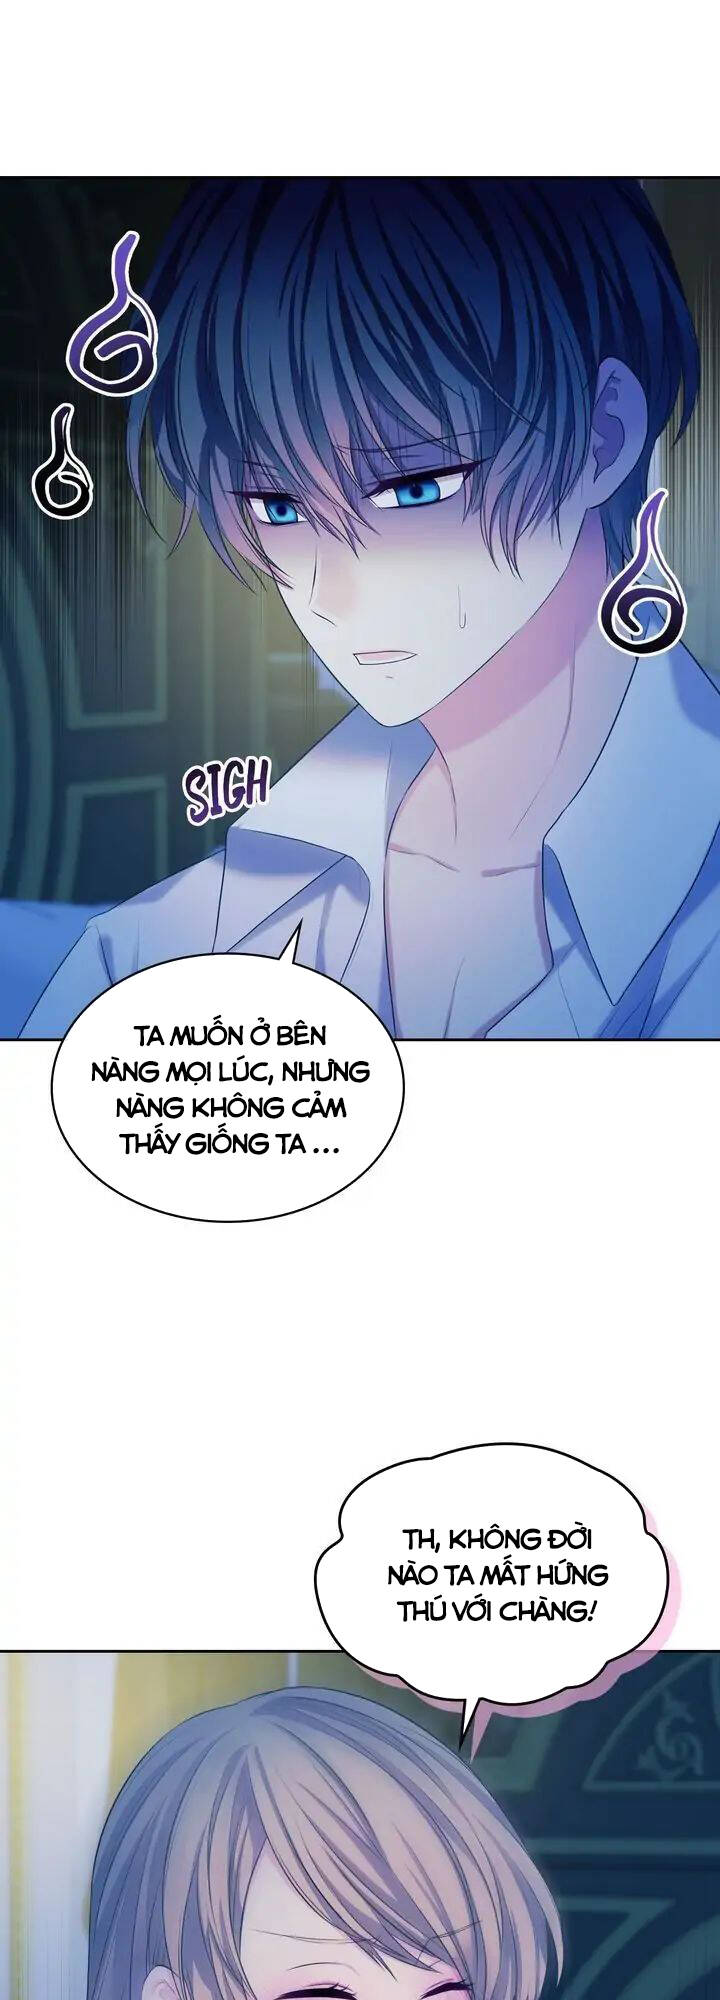 SIGH
TA MUỐN Ở BÊN
NÀNG MỌI LÚC, NHƯNG
NÀNG KHÔNG CẢM
THẤY GIỐNG TA ...
TH, KHÔNG ĐỜI
NÀO TA MẤT HỨNG
THÚ VỚI CHÀNG!